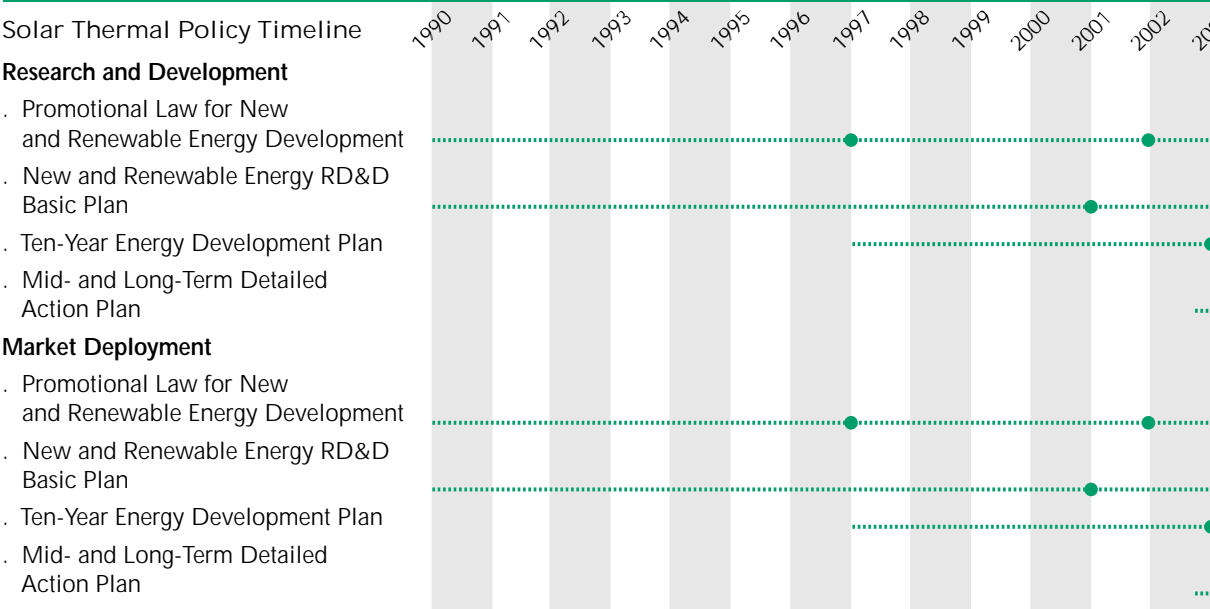 Solar Thermal Policy Timeline 1990 1991 1992 1993 1994 1995 1996 1997 1998 1999 2000 2001 2002
Research and Development
. Promotional Law for New
and Renewable Energy Development
. New and Renewable Energy RD&D
Basic Plan
. Ten-Year Energy Development Plan
. Mid- and Long-Term Detailed
Action Plan
Market Deployment
. Promotional Law for New
and Renewable Energy Development
. New and Renewable Energy RD&D
Basic Plan
. Ten-Year Energy Development Plan
. Mid- and Long-Term Detailed
Action Plan